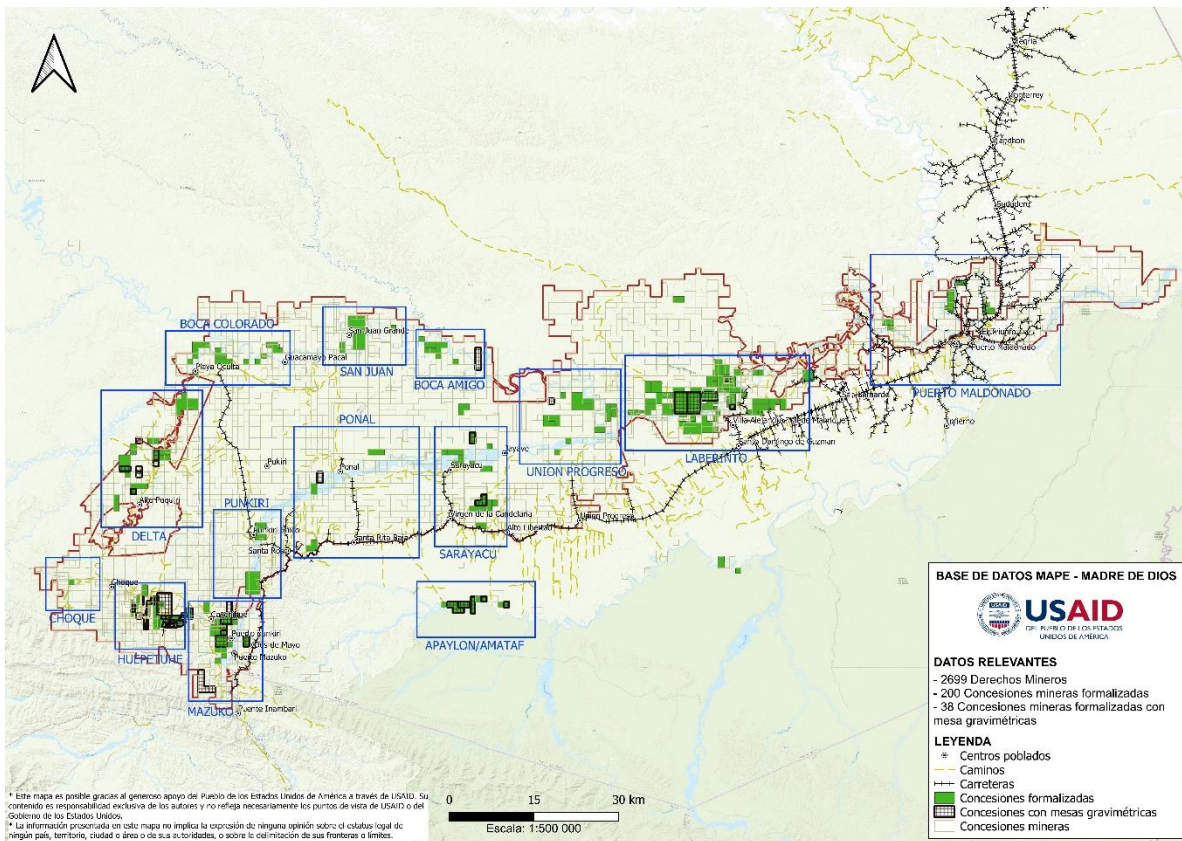 Monterrey
Sudadero
BOCA COLORADO
San Juan Grande
Guacamayo Pacal
Playa Oculta
SAN JUAN
BOCA AMIGO
El Triunfo
Puerto Maldonado
PUERTO MALDONADO
San Bernardo
Infierno
LABERINTO
Santo Domingo de Guzman
UNION PROGRESO
PONAL
Pukiri
Ponal
Sarayacu
Virgen de la Candelaria
Alto Libertad
Union Progreso
SARAYACU
Santa Rita Baja
PUNKIRI
Punkiri Chico
Santa Rosa
DELTA
Alto Puquiri
Choque
CHOQUE
HUEPETUHE
Puerto Mazuko
MAZUKO
Puente Inambari
APAYLON/AMATAF
BASE DE DATOS MAPE - MADRE DE DIOS
USAID
DEL PUEBLO DE LOS ESTADOS
UNIDOS DE AMÉRICA
DATOS RELEVANTES
- 2699 Derechos Mineros
- 200 Concesiones mineras formalizadas
- 38 Concesiones mineras formalizadas con
mesa gravimétricas
LEYENDA
Centros poblados
Caminos
Carreteras
Concesiones formalizadas
Concesiones con mesas gravimétricas
Concesiones mineras
0 15 30 km
Escala: 1:500 000
* Este mapa es posible gracias al generoso apoyo del Pueblo de los Estados Unidos de América a través de USAID. Su
contenido es responsabilidad exclusiva de los autores y no refleja necesariamente los puntos de vista de USAID o del
Gobierno de los Estados Unidos.
* La información presentada en este mapa no implica la expresión de ninguna opinión sobre el estatus legal de
ningún país, territorio, ciudad o área o de sus autoridades, o sobre la delimitación de sus fronteras o límites.